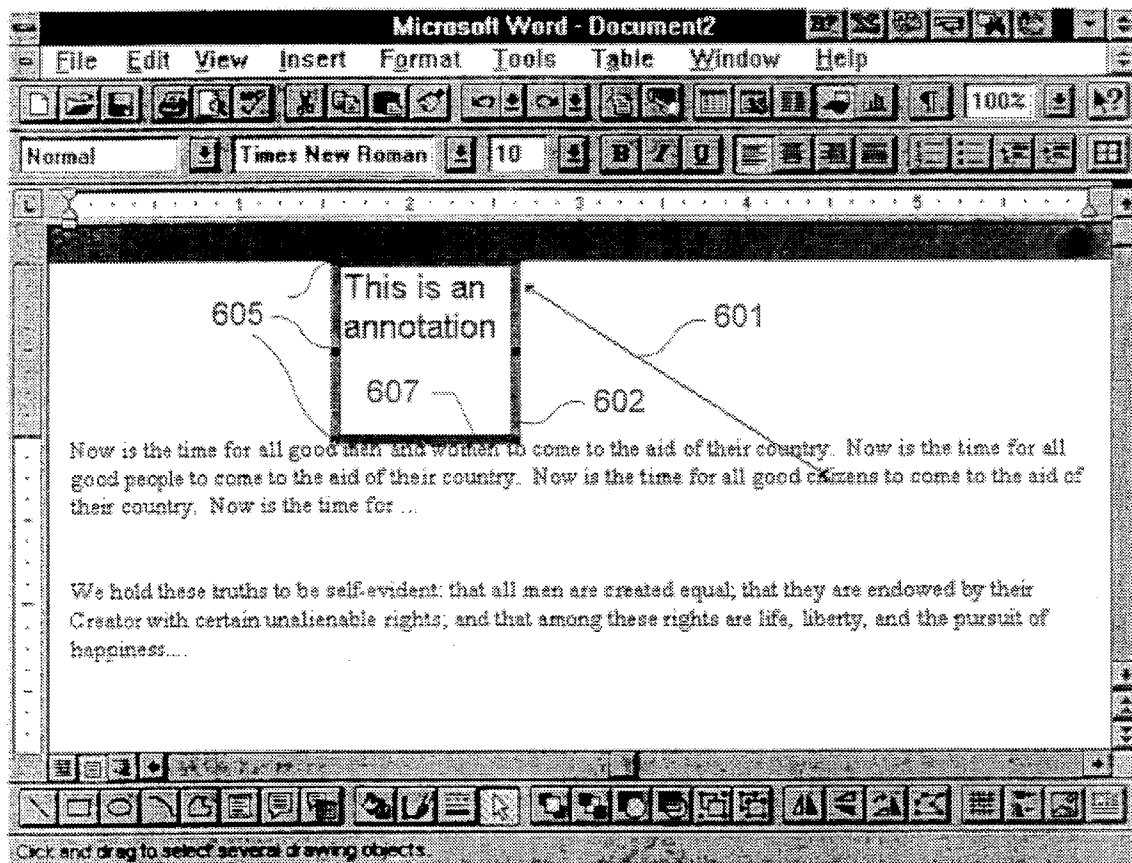 Microsoft Word - Document2
File Edit View Insert Format Tools Table Window Help
100%
Normal Times New Roman 10 B I U
1 2 3 4 5
This is an
annotation
605
601
607
602
Now is the time for all good men and women to come to the aid of their country. Now is the time for all
good people to come to the aid of their country. Now is the time for all good citizens to come to the aid of
their country. Now is the time for ...
We hold these truths to be self-evident: that all men are created equal; that they are endowed by their
Creator with certain unalienable rights; and that among these rights are life, liberty, and the pursuit of
happiness....
Click and drag to select several drawing objects.